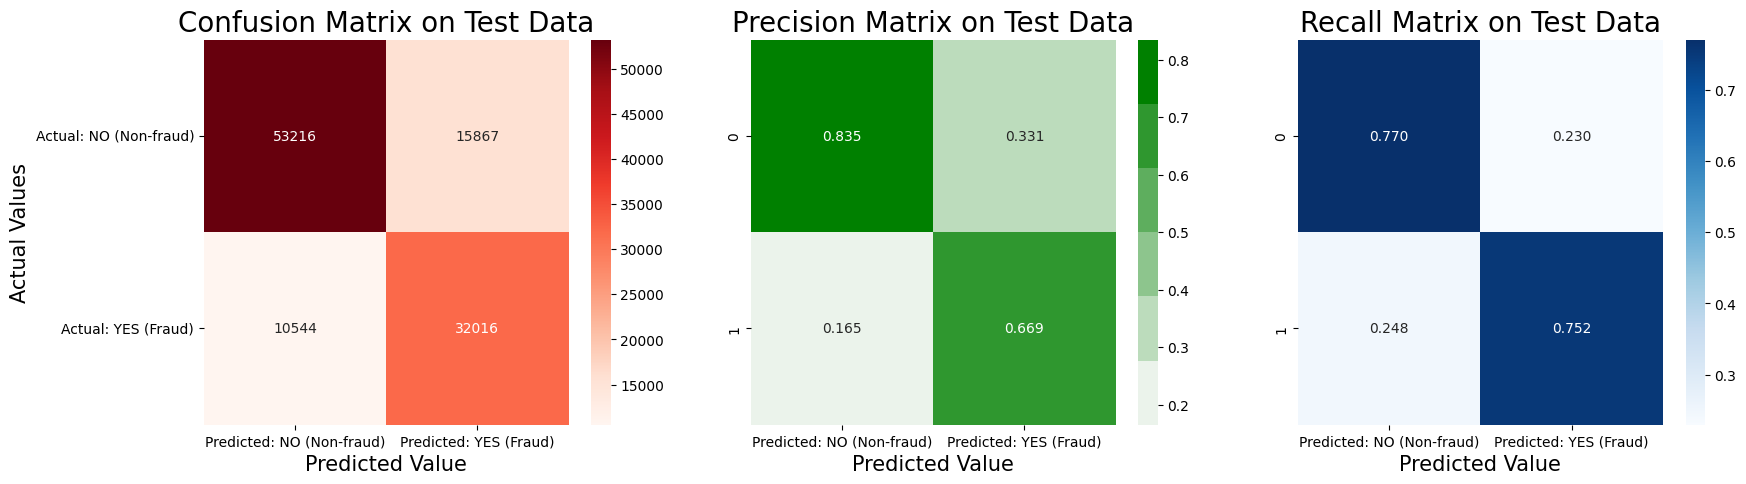 Confusion Matrix on Test Data
Actual Values
Actual: NO (Non-fraud)
Actual: YES (Fraud)
53216 15867
10544 32016
Predicted: NO (Non-fraud) Predicted: YES (Fraud)
Predicted Value
50000
45000
40000
35000
30000
25000
20000
15000
Precision Matrix on Test Data
0
1
0.835 0.331
0.165 0.669
Predicted: NO (Non-fraud) Predicted: YES (Fraud)
Predicted Value
0.8
0.7
0.6
0.5
0.4
0.3
0.2
Recall Matrix on Test Data
0
1
0.770 0.230
0.248 0.752
Predicted: NO (Non-fraud) Predicted: YES (Fraud)
Predicted Value
0.7
0.6
0.5
0.4
0.3